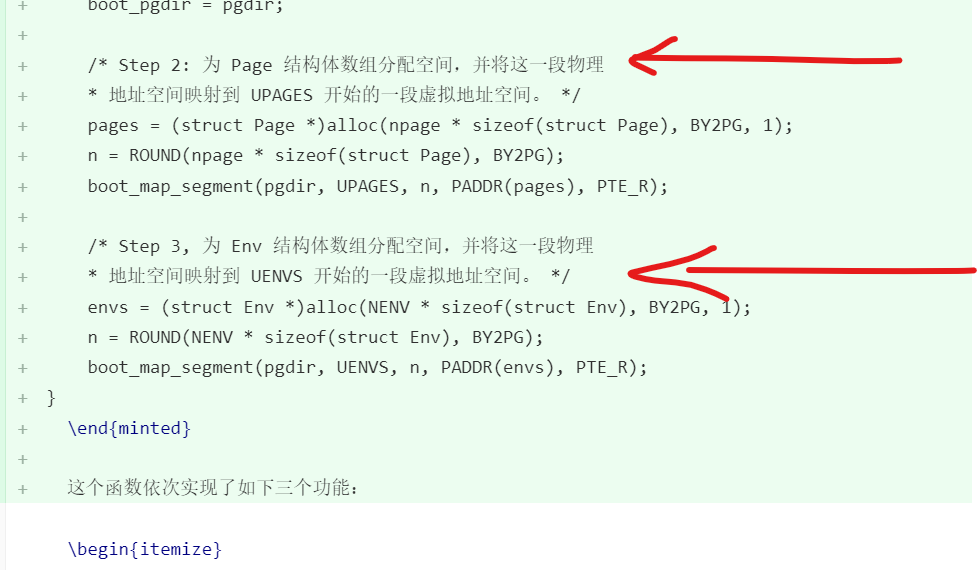 + boot_pgdir = pgdir;
+
+ /* Step 2: 为 Page 结构体数组分配空间，并将这一段物理
+ * 地址空间映射到 UPAGES 开始的一段虚拟地址空间。 */
+ pages = (struct Page *)alloc(npage * sizeof(struct Page), BY2PG, 1);
+ n = ROUND(npage * sizeof(struct Page), BY2PG);
+ boot_map_segment(pgdir, UPAGES, n, PADDR(pages), PTE_R);
+
+ /* Step 3, 为 Env 结构体数组分配空间，并将这一段物理
+ * 地址空间映射到 UENVS 开始的一段虚拟地址空间。 */
+ envs = (struct Env *)alloc(NENV * sizeof(struct Env), BY2PG, 1);
+ n = ROUND(NENV * sizeof(struct Env), BY2PG);
+ boot_map_segment(pgdir, UENVS, n, PADDR(envs), PTE_R);
+ }
+ \end{minted}
+
+ 这个函数依次实现了如下三个功能：
\begin{itemize}